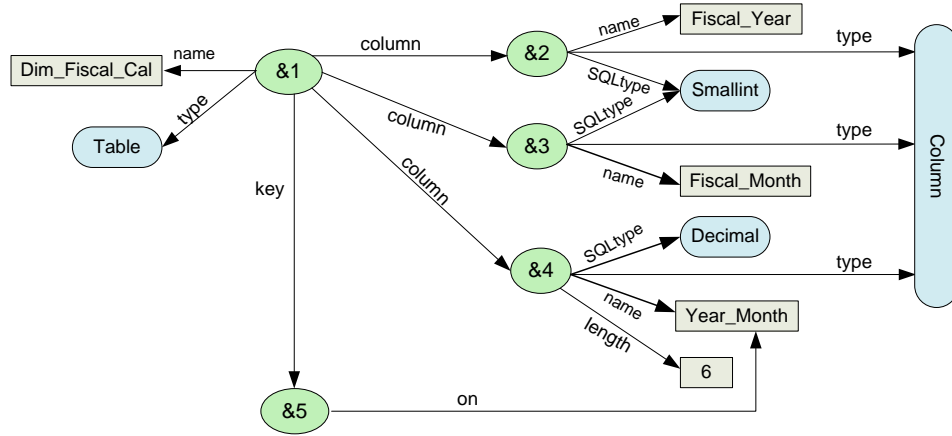 Fiscal_Year
name
column
&2
type
name
&1
Dim_Fiscal_Cal
SQLtype
Smallint
type
SQLtype
column
Table
&3
type
Column
name
Fiscal_Month
column
key
SQLtype
Decimal
&4
type
name
Year_Month
length
6
&5
on